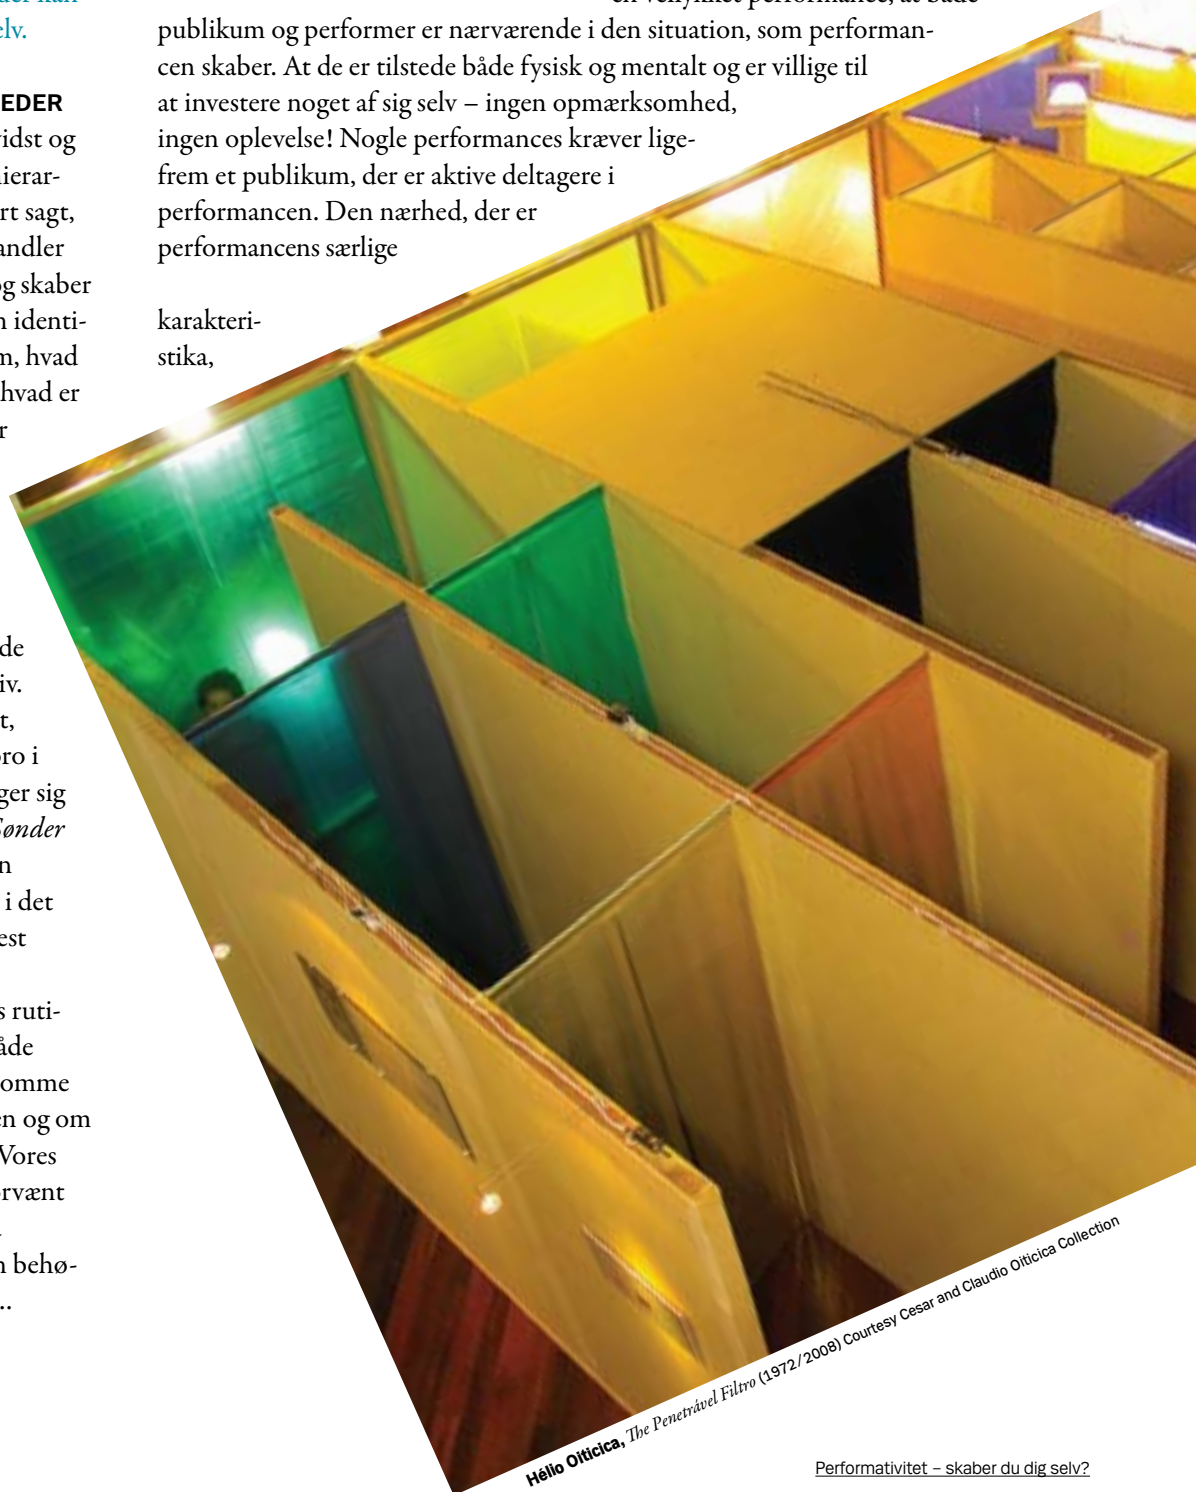 elv.
EDER
idst og
ierar-
rt sagt,
andler
og skaber
n identi-
m, hvad
hvad er
r
de
iv.
t,
ro i
ger sig
Sønder
n
i det
est
s ruti-
åde
omme
en og om
Vores
rvænt
n behø-
..
publikum og performer er nærværende i den situation, som performan-
cen skaber. At de er tilstede både fysisk og mentalt og er villige til
at investere noget af sig selv – ingen opmærksomhed,
ingen oplevelse! Nogle performances kræver lige-
frem et publikum, der er aktive deltagere i
performancen. Den nærhed, der er
performancens særlige
karakteri-
stika,
Hélio Oiticica, The Penetrável Filtro (1972/2008) Courtesy Cesar and Claudio Oiticica Collection
Performativitet – skaber du dig selv?